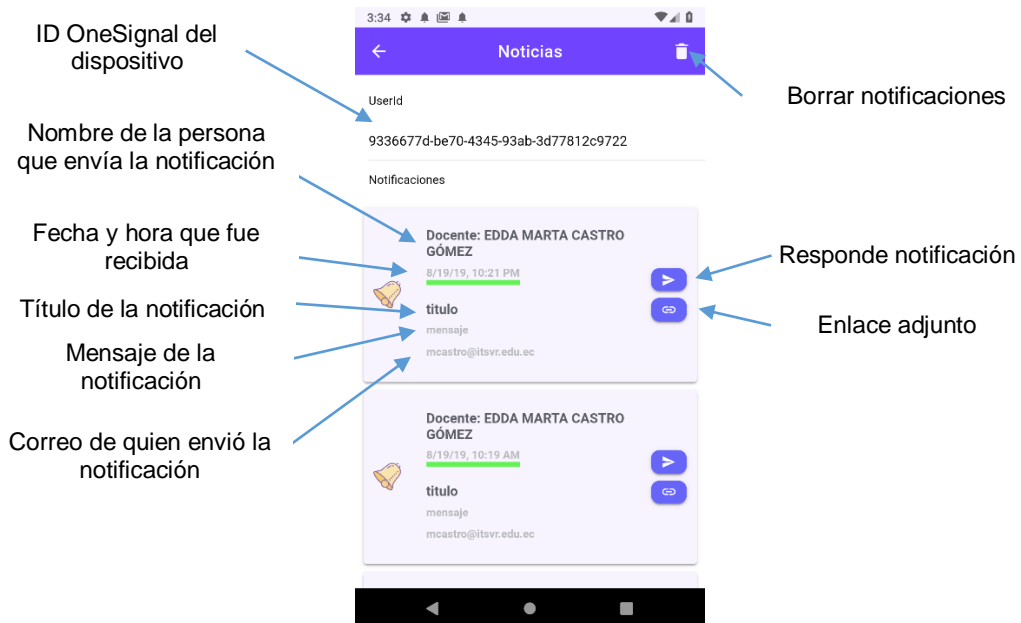 ID OneSignal del
dispositivo
Nombre de la persona
que envía la notificación
Fecha y hora que fue
recibida
Título de la notificación
Mensaje de la
notificación
Correo de quien envió la
notificación
3:34
Noticias
UserId
9336677d-be70-4345-93ab-3d77812c9722
Notificaciones
Docente: EDDA MARTA CASTRO
GÓMEZ
8/19/19, 10:21 PM
titulo
mensaje
mcastro@itsvr.edu.ec
Docente: EDDA MARTA CASTRO
GÓMEZ
8/19/19, 10:19 AM
titulo
mensaje
mcastro@itsvr.edu.ec
Borrar notificaciones
Responde notificación
Enlace adjunto